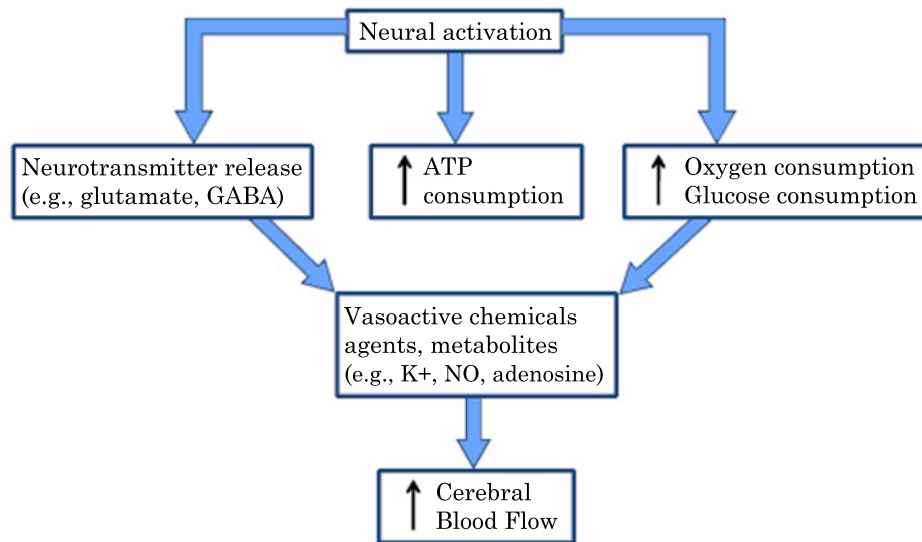 Neural activation
Neurotransmitter release
(e.g., glutamate, GABA)
ATP
consumption
Oxygen consumption
Glucose consumption
Vasoactive chemicals
agents, metabolites
(e.g., K+, NO, adenosine)
Cerebral
Blood Flow